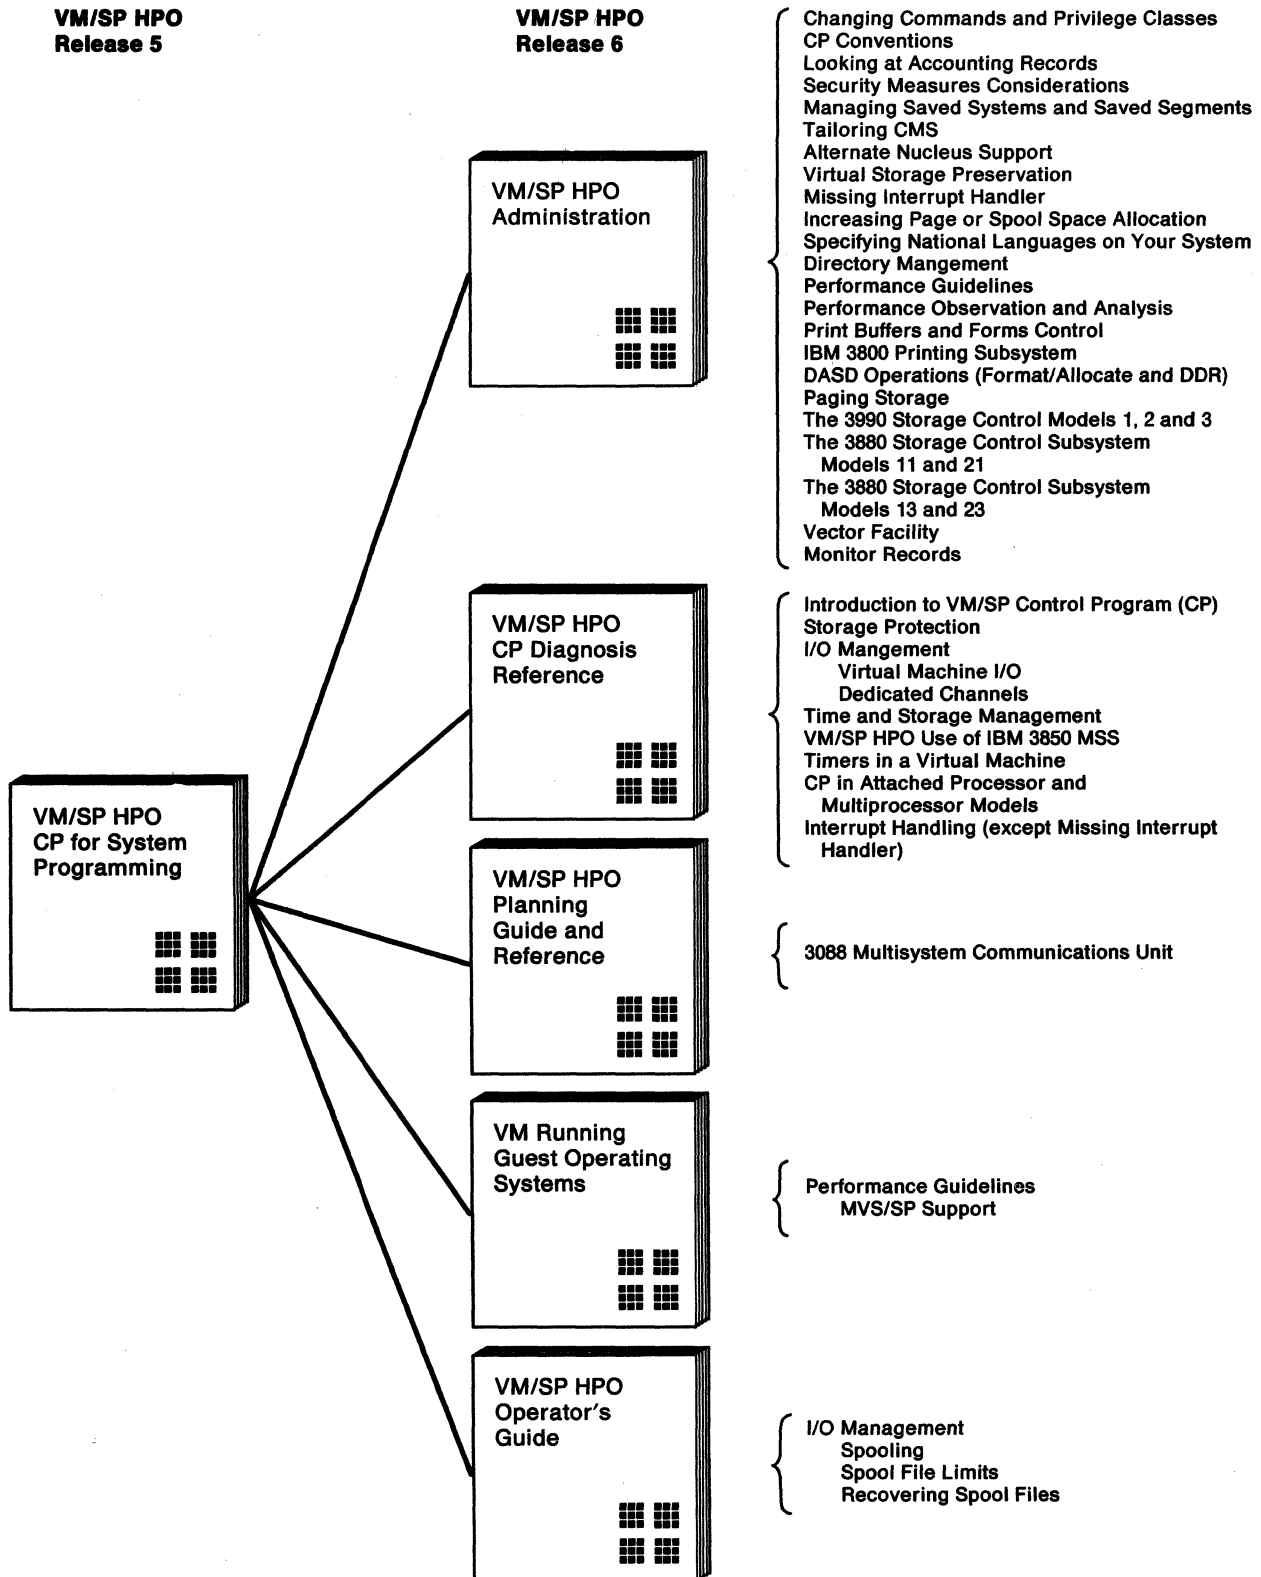 VM/SP HPO
Release 5
VM/SP HPO
Release 6
VM/SP HPO
CP for System
Programming
VM/SP HPO
Administration
Changing Commands and Privilege Classes
CP Conventions
Looking at Accounting Records
Security Measures Considerations
Managing Saved Systems and Saved Segments
Tailoring CMS
Alternate Nucleus Support
Virtual Storage Preservation
Missing Interrupt Handler
Increasing Page or Spool Space Allocation
Specifying National Languages on Your System
Directory Mangement
Performance Guidelines
Performance Observation and Analysis
Print Buffers and Forms Control
IBM 3800 Printing Subsystem
DASD Operations (Format/Allocate and DDR)
Paging Storage
The 3990 Storage Control Models 1, 2 and 3
The 3880 Storage Control Subsystem
Models 11 and 21
The 3880 Storage Control Subsystem
Models 13 and 23
Vector Facility
Monitor Records
VM/SP HPO
CP Diagnosis
Reference
Introduction to VM/SP Control Program (CP)
Storage Protection
I/O Mangement
Virtual Machine I/O
Dedicated Channels
Time and Storage Management
VM/SP HPO Use of IBM 3850 MSS
Timers in a Virtual Machine
CP in Attached Processor and
Multiprocessor Models
Interrupt Handling (except Missing Interrupt
Handler)
VM/SP HPO
Planning
Guide and
Reference
3088 Multisystem Communications Unit
VM Running
Guest Operating
Systems
Performance Guidelines
MVS/SP Support
VM/SP HPO
Operator's
Guide
I/O Management
Spooling
Spool File Limits
Recovering Spool Files